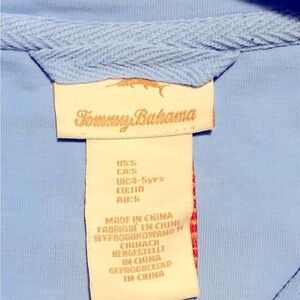 Tommy Bahama
US:5
CA:5
UK:4-5yrs
EU:110
AU:5
MADE IN CHINA
FABRIQUÉ EN CHINE
WYPRODUKOWANO W
CHINACH
HERGESTELLT
IN CHINA
GEPRODUCEERD
IN CHINA